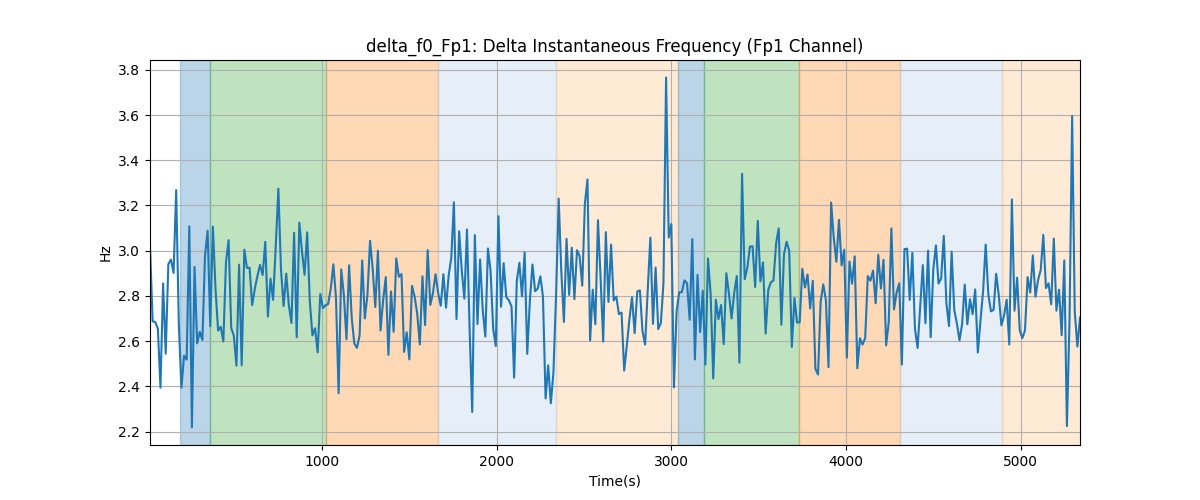 delta_f0_Fp1: Delta Instantaneous Frequency (Fp1 Channel)
3.8
3.6
3.4
3.2
3.0
2.8
2.6
2.4
2.2
Hz
1000 2000 3000 4000 5000
Time(s)